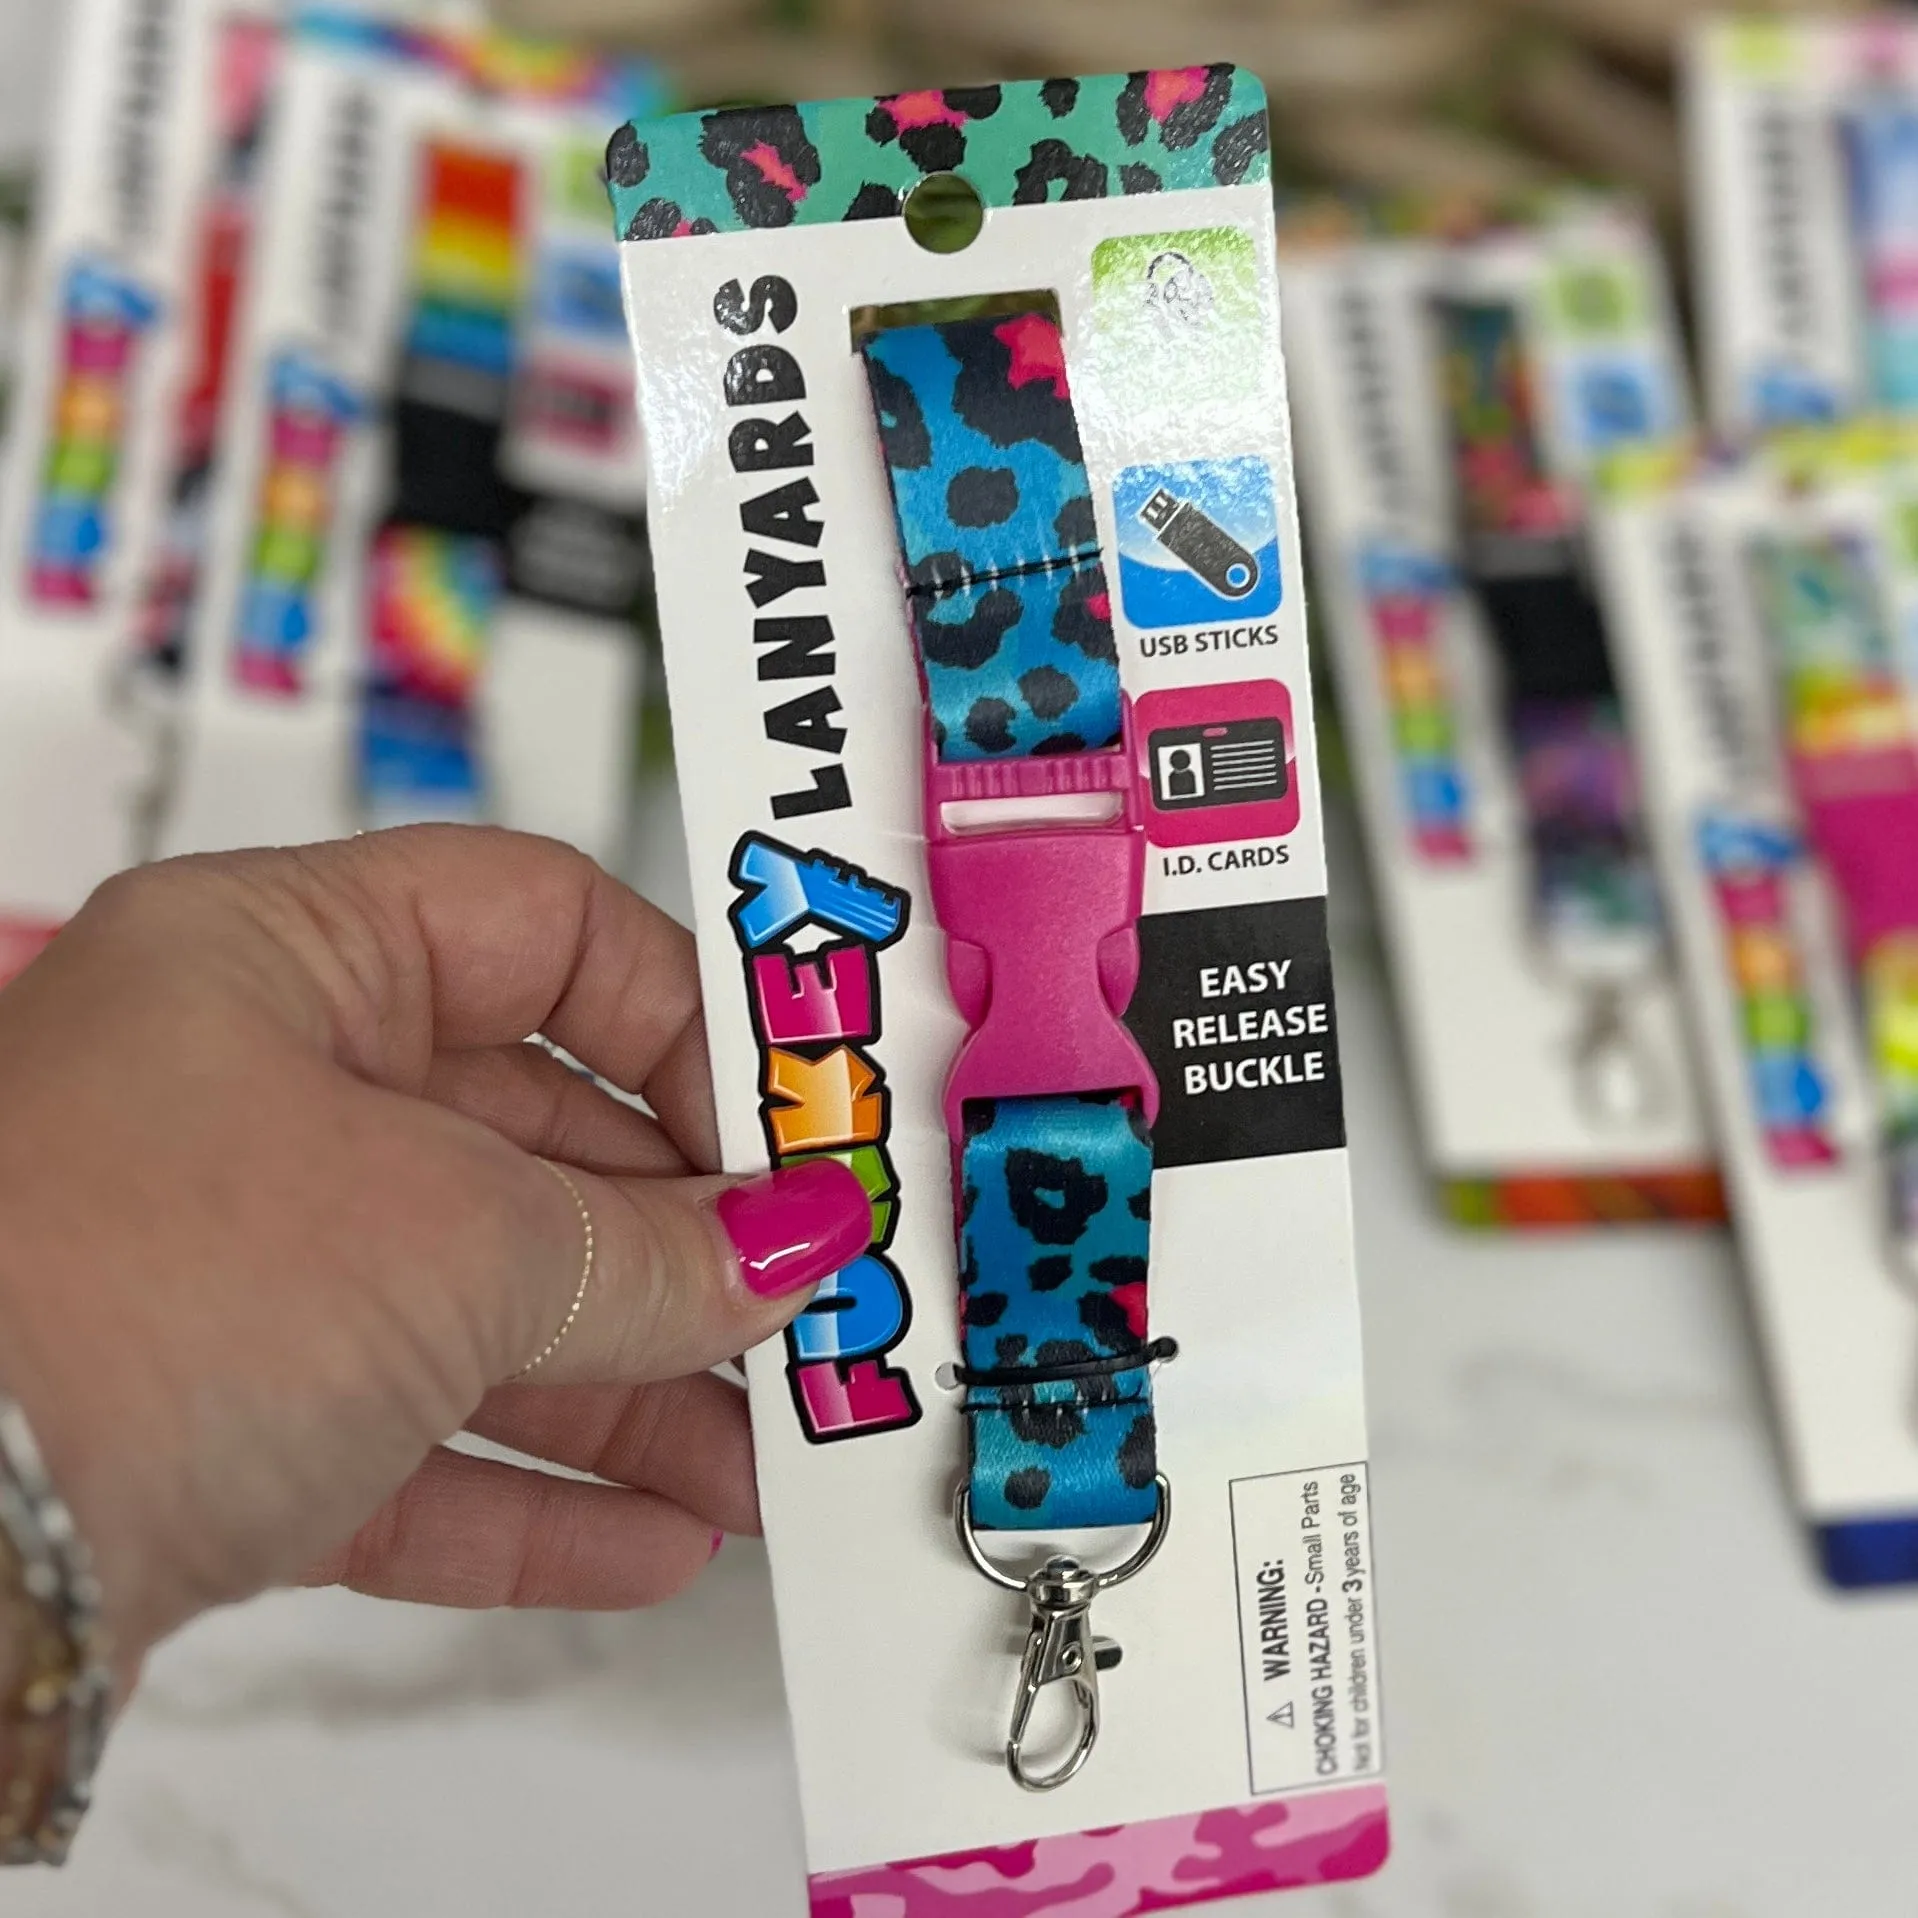 FUNKEY LANYARDS
USB STICKS
I.D. CARDS
EASY
RELEASE
BUCKLE
⚠ WARNING:
CHOKING HAZARD - Small Parts
Not for children under 3 years of age